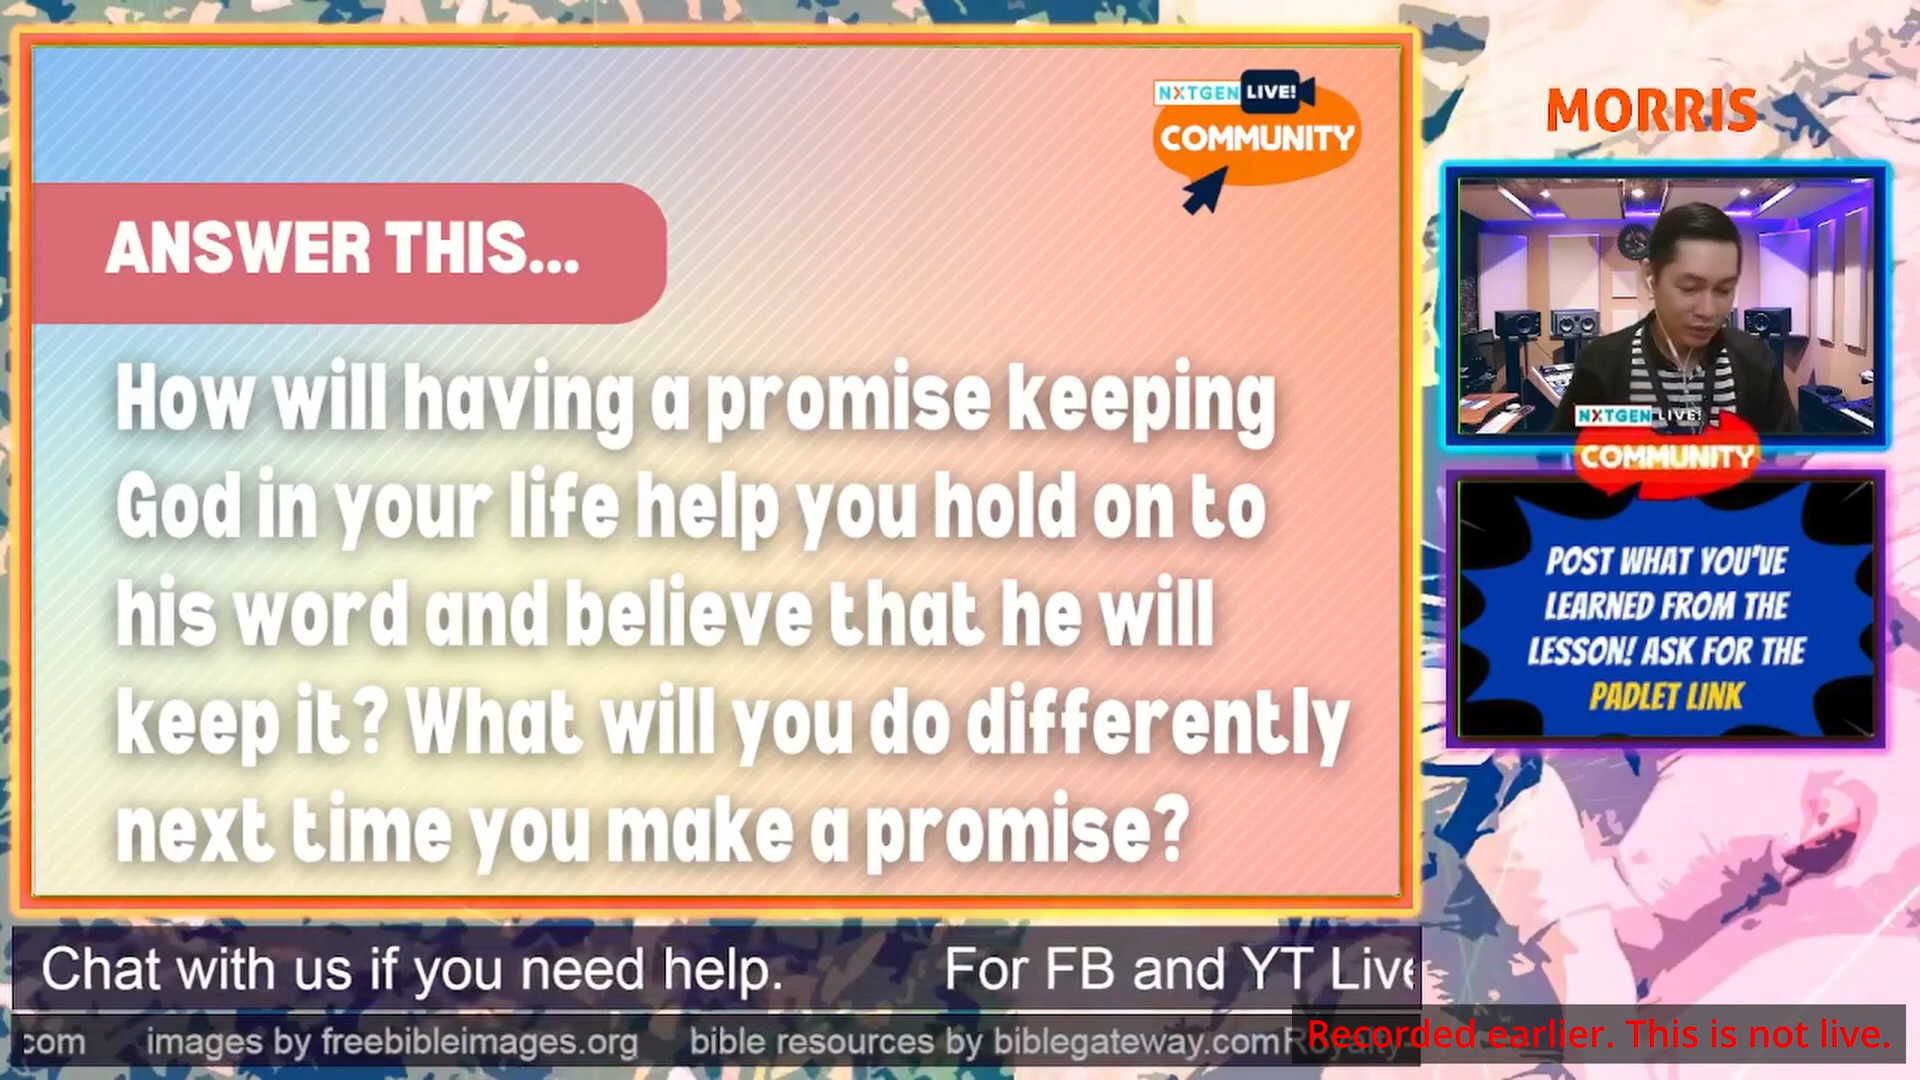 NXTGEN LIVE!
COMMUNITY
ANSWER THIS...
How will having a promise keeping
God in your life help you hold on to
his word and believe that he will
keep it? What will you do differently
next time you make a promise?
MORRIS
NXTGEN LIVE!
COMMUNITY
POST WHAT YOU'VE
LEARNED FROM THE
LESSON! ASK FOR THE
PADLET LINK
Chat with us if you need help. For FB and YT Live
com images by freebibleimages.org bible resources by biblegateway.com Royalty
Recorded earlier. This is not live.